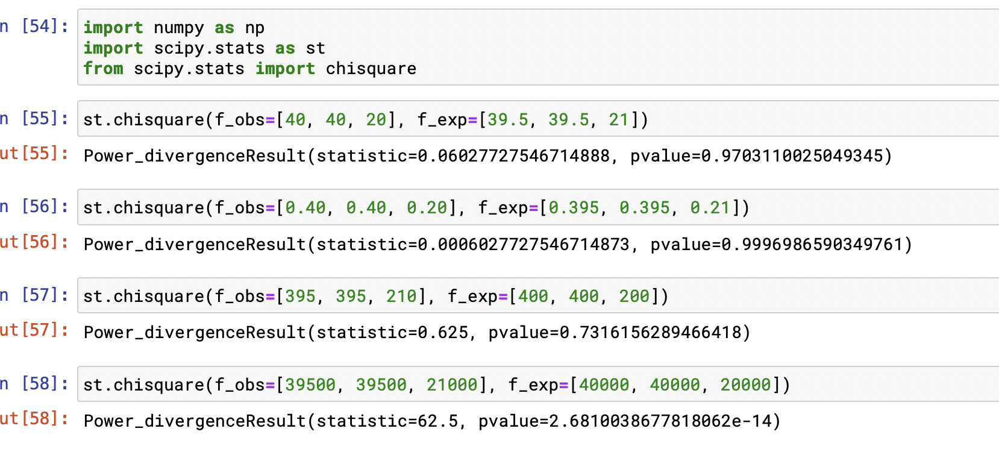 n [54]: import numpy as np
import scipy.stats as st
from scipy.stats import chisquare
n [55]: st.chisquare(f_obs=[40, 40, 20], f_exp=[39.5, 39.5, 21])
ut[55]: Power_divergenceResult(statistic=0.06027727546714888, pvalue=0.9703110025049345)
n [56]: st.chisquare(f_obs=[0.40, 0.40, 0.20], f_exp=[0.395, 0.395, 0.21])
ut[56]: Power_divergenceResult(statistic=0.0006027727546714873, pvalue=0.9996986590349761)
n [57]: st.chisquare(f_obs=[395, 395, 210], f_exp=[400, 400, 200])
ut[57]: Power_divergenceResult(statistic=0.625, pvalue=0.7316156289466418)
n [58]: st.chisquare(f_obs=[39500, 39500, 21000], f_exp=[40000, 40000, 20000])
ut[58]: Power_divergenceResult(statistic=62.5, pvalue=2.6810038677818062e-14)